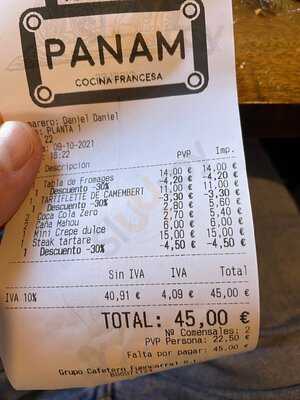 PANAM
COCINA FRANCESA
marero: Daniel Daniel
: PLANTA 1
22
09-10-2021
16:22
Descripción PVP Imp.
Tabla de Fromages 14,00 € 14,00 €
Descuento -30% -4,20 € -4,20 €
1 TARTIFLETTE DE CAMEMBERT 11,00 € 11,00 €
1 Descuento -30% -3,30 € -3,30 €
2 Coca Cola Zero 2,80 € 5,60 €
2 Caña Mahou 2,70 € 5,40 €
1 Mini Crepe dulce 6,00 € 6,00 €
1 Steak tartare 15,00 € 15,00 €
1 Descuento -30% -4,50 € -4,50 €
Sin IVA IVA Total
IVA 10% 40,91 € 4,09 € 45,00 €
TOTAL: 45,00 €
Nº Comensales: 2
PVP Persona: 22,50 €
Falta por pagar: 45,00 €
Grupo Cafetero